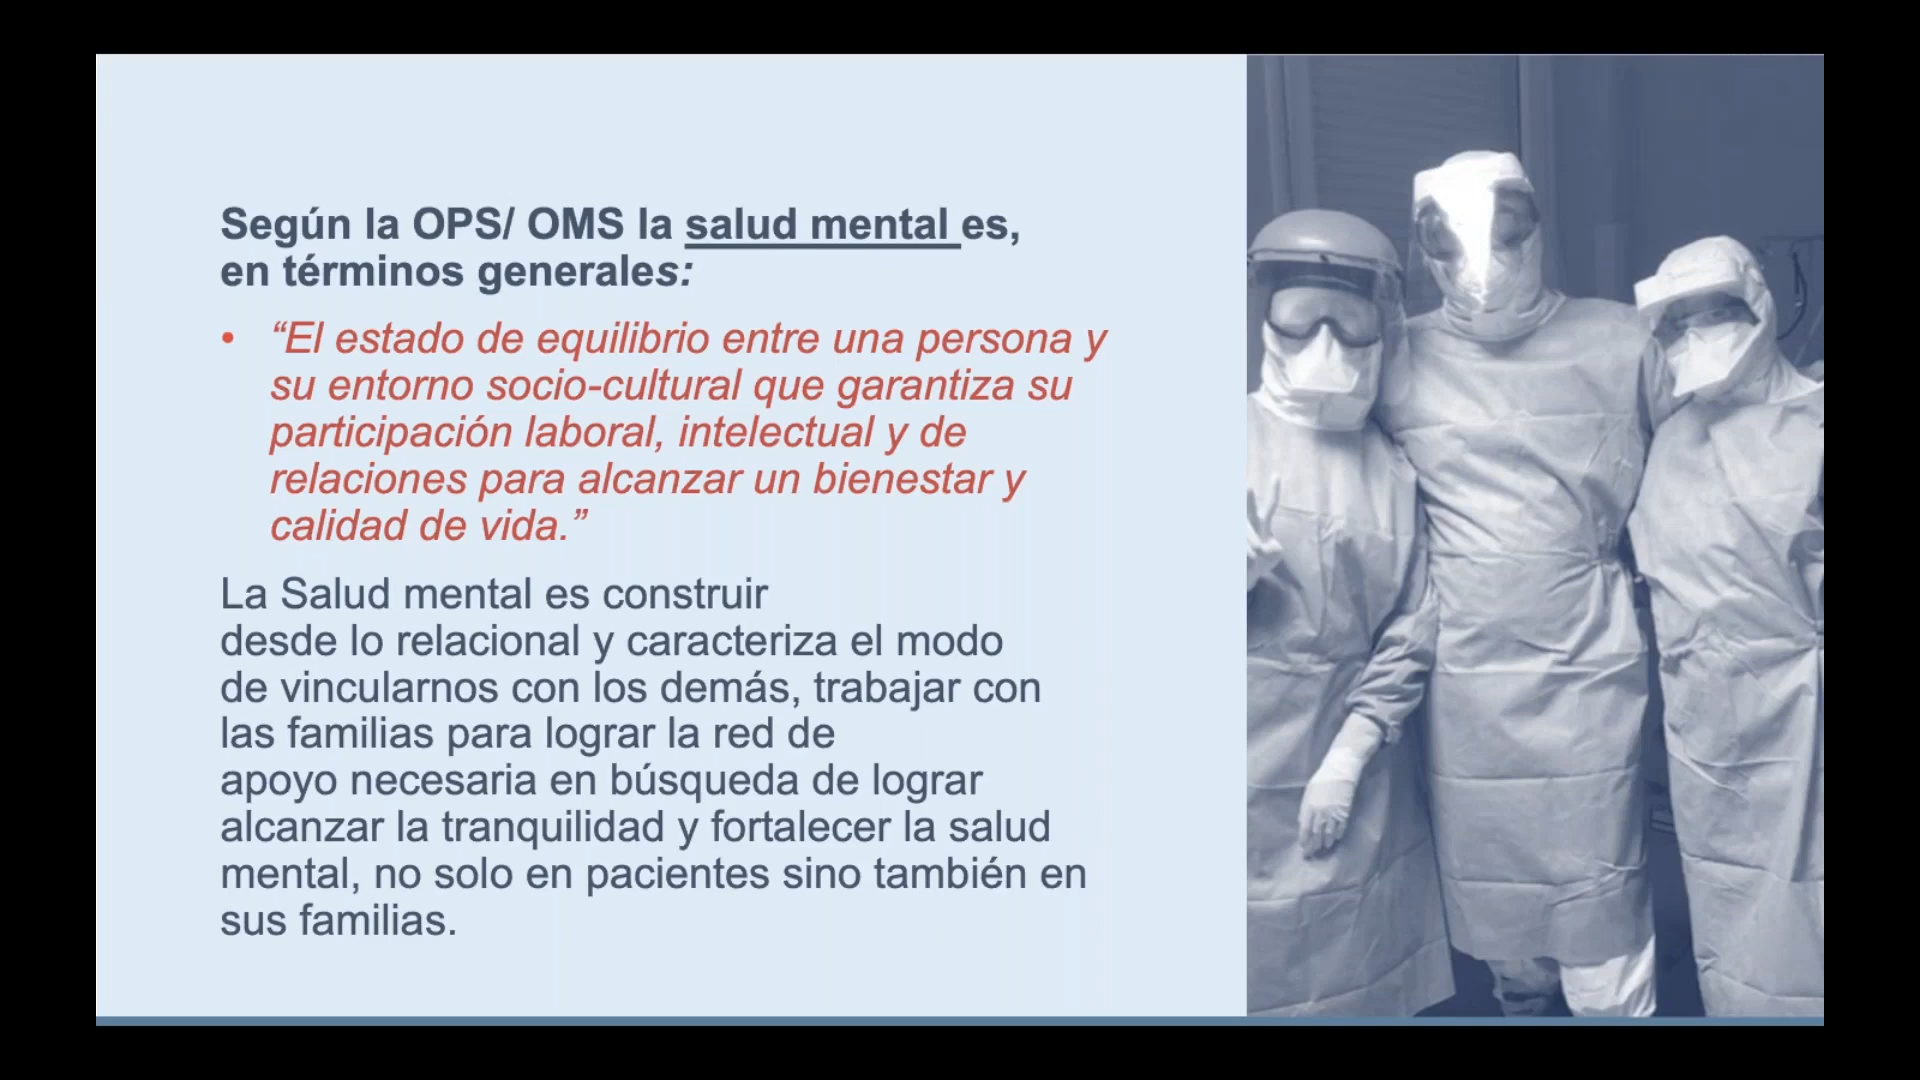 Según la OPS/ OMS la salud mental es,
en términos generales:
• “El estado de equilibrio entre una persona y
su entorno socio-cultural que garantiza su
participación laboral, intelectual y de
relaciones para alcanzar un bienestar y
calidad de vida.”
La Salud mental es construir
desde lo relacional y caracteriza el modo
de vincularnos con los demás, trabajar con
las familias para lograr la red de
apoyo necesaria en búsqueda de lograr
alcanzar la tranquilidad y fortalecer la salud
mental, no solo en pacientes sino también en
sus familias.